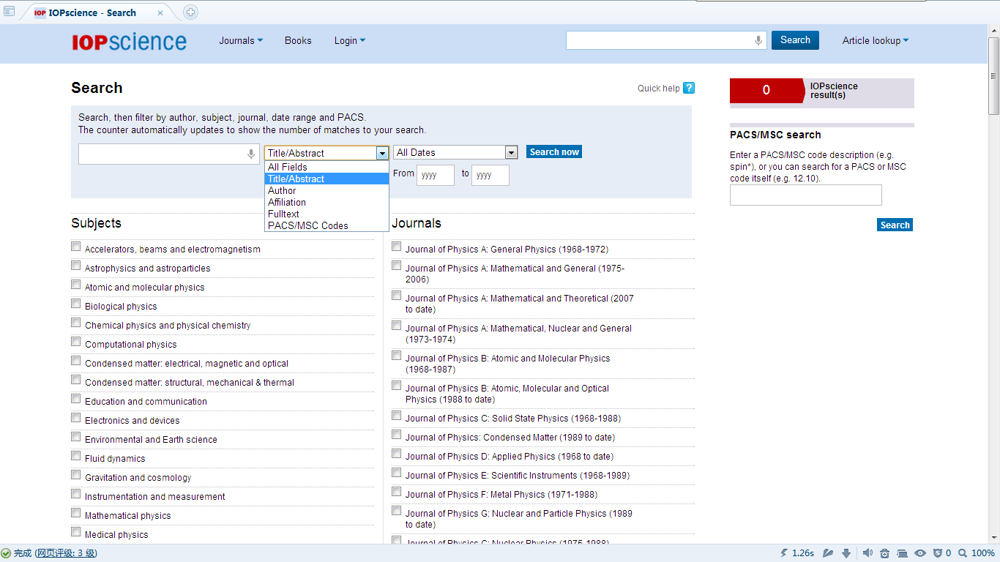 IOP IOPscience - Search
IOPscience
Journals
Books
Login
Search
Article lookup
Search
Quick help ?
0
IOPscience
result(s)
Search, then filter by author, subject, journal, date range and PACS.
The counter automatically updates to show the number of matches to your search.
Title/Abstract
All Dates
Search now
All Fields
Title/Abstract
Author
Affiliation
Fulltext
PACS/MSC Codes
From yyyy to yyyy
PACS/MSC search
Enter a PACS/MSC code description (e.g.
spin*), or you can search for a PACS or MSC
code itself (e.g. 12.10).
Search
Subjects
Accelerators, beams and electromagnetism
Astrophysics and astroparticles
Atomic and molecular physics
Biological physics
Chemical physics and physical chemistry
Computational physics
Condensed matter: electrical, magnetic and optical
Condensed matter: structural, mechanical & thermal
Education and communication
Electronics and devices
Environmental and Earth science
Fluid dynamics
Gravitation and cosmology
Instrumentation and measurement
Mathematical physics
Medical physics
Journals
Journal of Physics A: General Physics (1968-1972)
Journal of Physics A: Mathematical and General (1975-
2006)
Journal of Physics A: Mathematical and Theoretical (2007
to date)
Journal of Physics A: Mathematical, Nuclear and General
(1973-1974)
Journal of Physics B: Atomic and Molecular Physics
(1968-1987)
Journal of Physics B: Atomic, Molecular and Optical
Physics (1988 to date)
Journal of Physics C: Solid State Physics (1968-1988)
Journal of Physics: Condensed Matter (1989 to date)
Journal of Physics D: Applied Physics (1968 to date)
Journal of Physics E: Scientific Instruments (1968-1989)
Journal of Physics F: Metal Physics (1971-1988)
Journal of Physics G: Nuclear and Particle Physics (1989
to date)
Journal of Physics G: Nuclear Physics (1975-1988)
完成 (网页评级: 3 级)
1.26s
0
100%